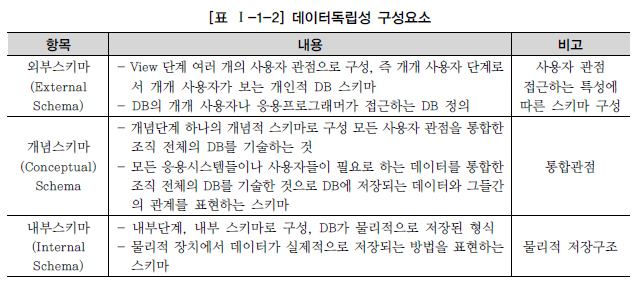 [표 Ⅰ-1-2] 데이터독립성 구성요소
항목 내용 비고
외부스키마
(External
Schema)
- View 단계 여러 개의 사용자 관점으로 구성, 즉 개개 사용자 단계로
서 개개 사용자가 보는 개인적 DB 스키마
- DB의 개개 사용자나 응용프로그래머가 접근하는 DB 정의
사용자 관점
접근하는 특성에
따른 스키마 구성
개념스키마
(Conceptual)
Schema
- 개념단계 하나의 개념적 스키마로 구성 모든 사용자 관점을 통합한
조직 전체의 DB를 기술하는 것
- 모든 응용시스템들이나 사용자들이 필요로 하는 데이터를 통합한
조직 전체의 DB를 기술한 것으로 DB에 저장되는 데이터와 그들간
의 관계를 표현하는 스키마
통합관점
내부스키마
(Internal
Schema)
- 내부단계, 내부 스키마로 구성, DB가 물리적으로 저장된 형식
- 물리적 장치에서 데이터가 실제적으로 저장되는 방법을 표현하는
스키마
물리적 저장구조